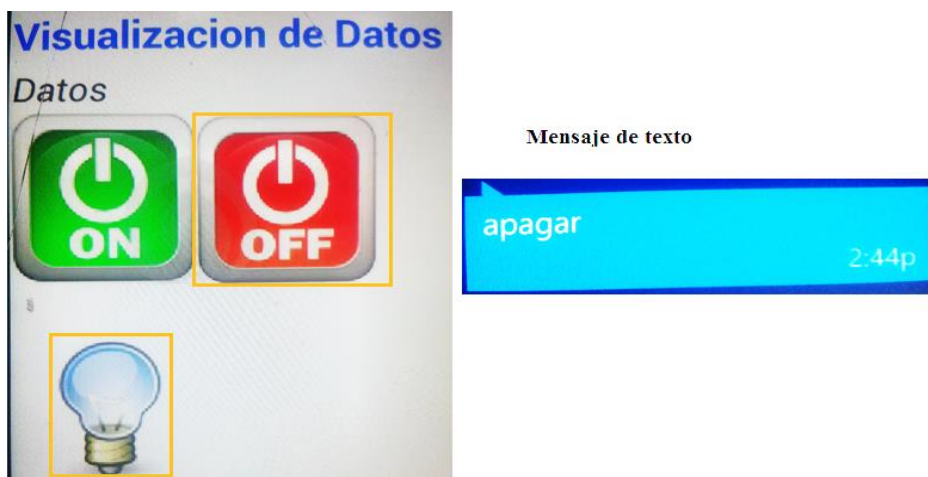 Visualizacion de Datos
Datos
ON
OFF
Mensaje de texto
apagar
2:44p